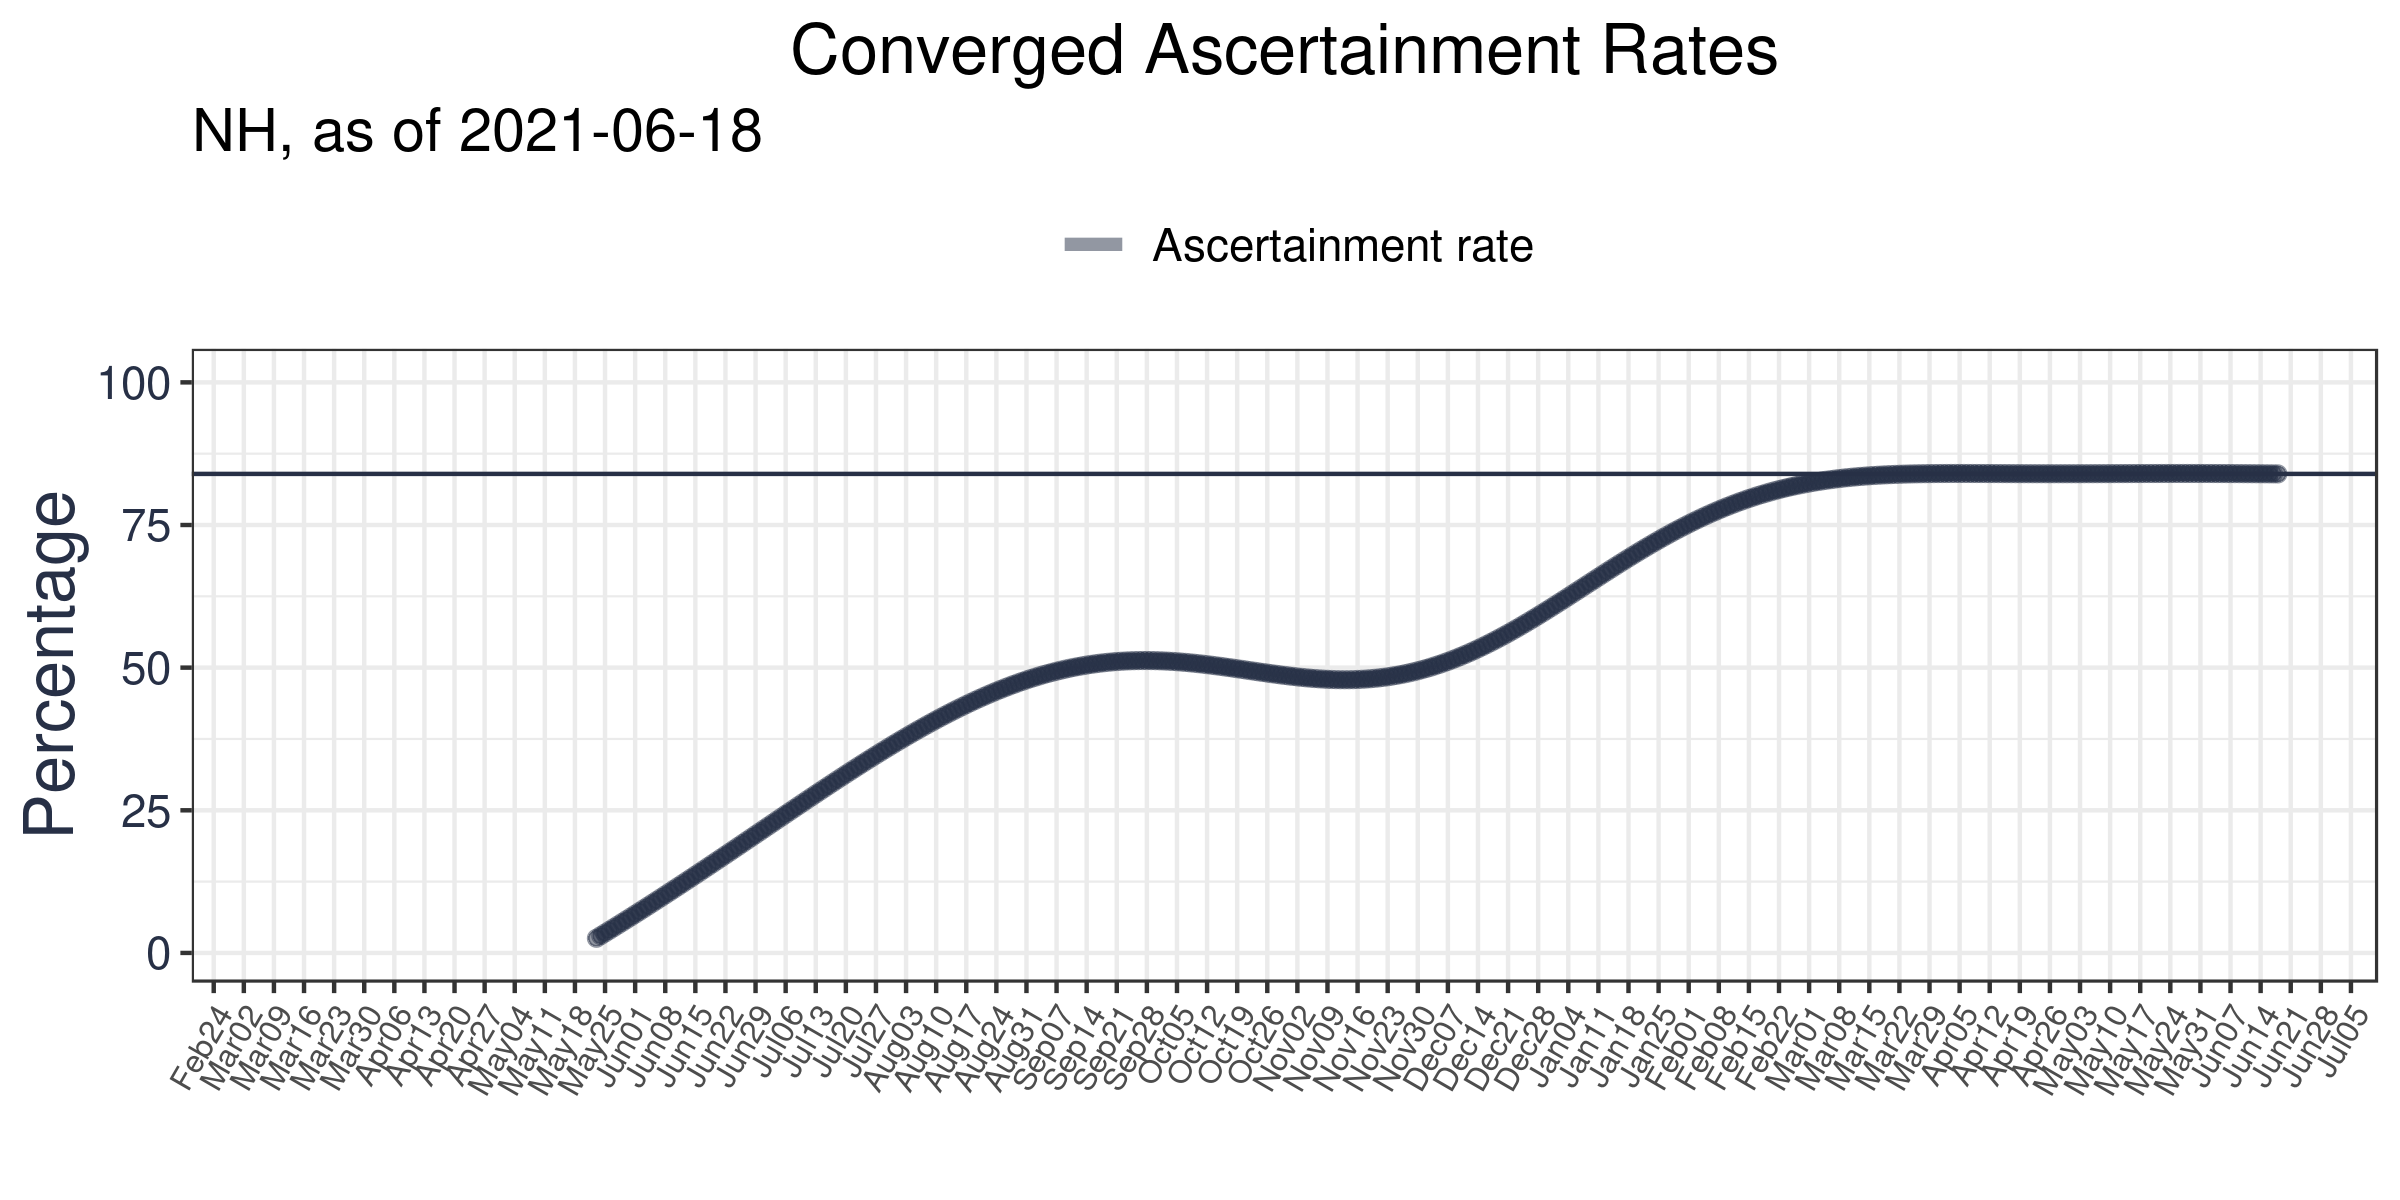 Converged Ascertainment Rates
NH, as of 2021-06-18
Ascertainment rate
Percentage
100
75
50
25
0
Feb24
Mar02
Mar09
Mar16
Mar23
Mar30
Apr06
Apr13
Apr20
Apr27
May04
May11
May18
May25
Jun01
Jun08
Jun15
Jun22
Jun29
Jul06
Jul13
Jul20
Jul27
Aug03
Aug10
Aug17
Aug24
Aug31
Sep07
Sep14
Sep21
Sep28
Oct05
Oct12
Oct19
Oct26
Nov02
Nov09
Nov16
Nov23
Nov30
Dec07
Dec14
Dec21
Dec28
Jan04
Jan11
Jan18
Jan25
Feb01
Feb08
Feb15
Feb22
Mar01
Mar08
Mar15
Mar22
Mar29
Apr05
Apr12
Apr19
Apr26
May03
May10
May17
May24
May31
Jun07
Jun14
Jun21
Jun28
Jul05